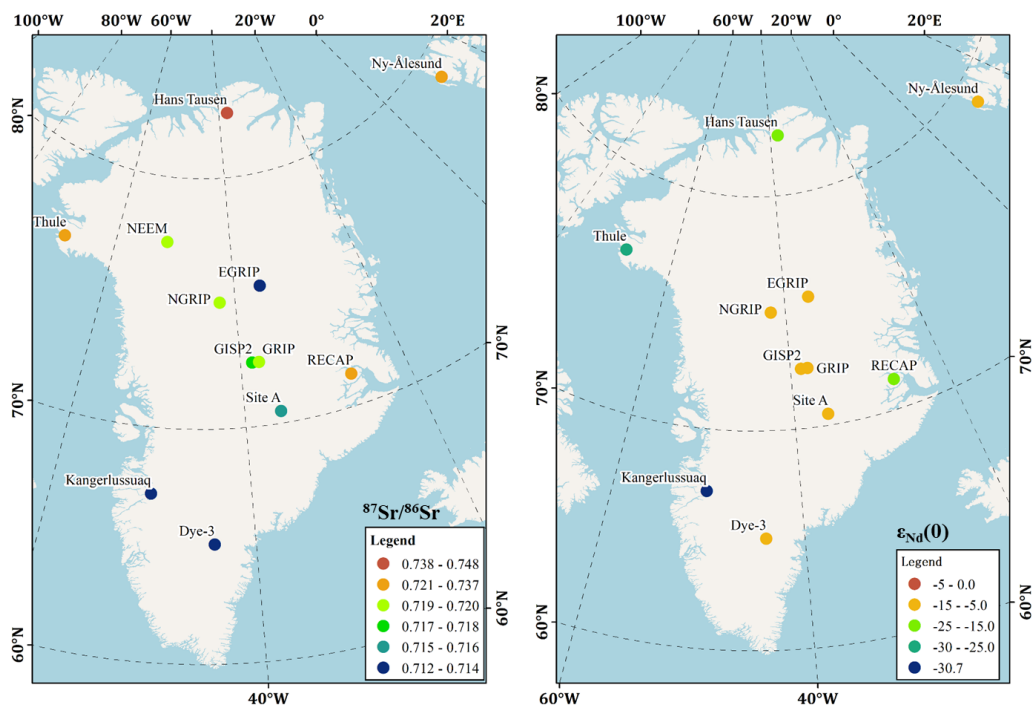 100°W 80°W 60°W 40°W 20°W 0° 20°E
80°N
70°N
60°N
70°N
60°N
40°W
Ny-Ålesund
Hans Tausen
Thule
NEEM
EGRIP
NGRIP
GISP2 GRIP
RECAP
Site A
Kangerlussuaq
Dye-3
⁸⁷Sr/⁸⁶Sr
Legend
0.738 - 0.748
0.721 - 0.737
0.719 - 0.720
0.717 - 0.718
0.715 - 0.716
0.712 - 0.714
100°W 60°W 40°W 20°W 0° 20°E
80°N
70°N
60°N
70°N
60°N
60°W 40°W
Ny-Ålesund
Hans Tausen
Thule
EGRIP
NGRIP
GISP2 GRIP
RECAP
Site A
Kangerlussuaq
Dye-3
εNd(0)
Legend
-5 - 0.0
-15 - -5.0
-25 - -15.0
-30 - -25.0
-30.7